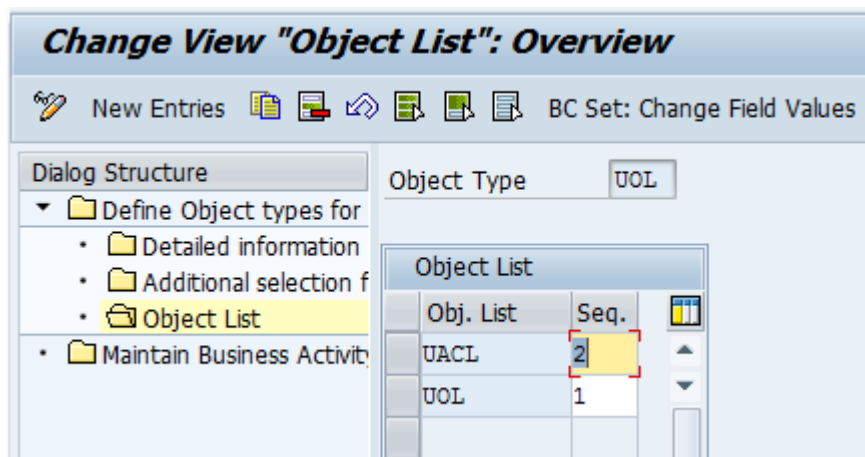 Change View "Object List": Overview
New Entries BC Set: Change Field Values
Dialog Structure
Define Object types for
Detailed information
Additional selection f
Object List
Maintain Business Activity
Object Type UOL
Object List
Obj. List Seq.
UACL 2
UOL 1